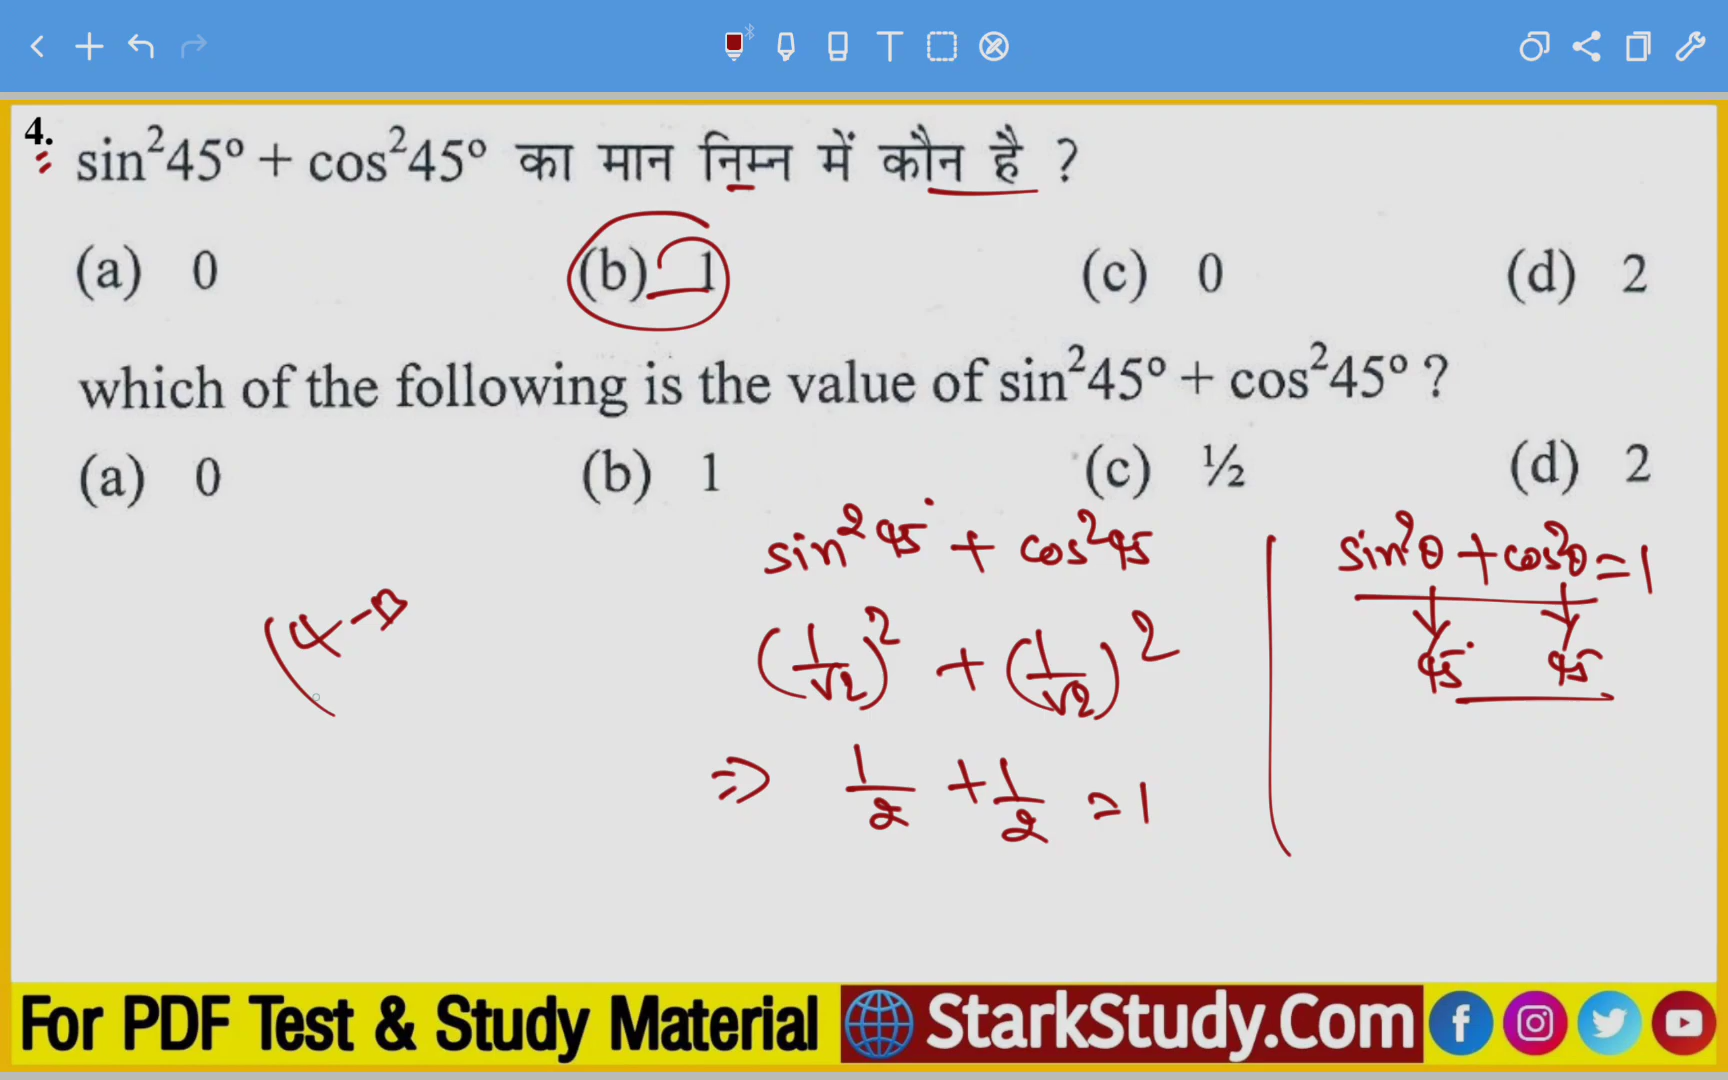 4.
sin²45° + cos²45° का मान निम्न में कौन है ?
(a) 0 (b) 1 (c) 0 (d) 2
which of the following is the value of sin²45° + cos²45° ?
(a) 0 (b) 1 (c) ½ (d) 2
sin²45° + cos²45
(1/√2)² + (1/√2)²
⇒ 1/2 + 1/2 = 1
sin²θ + cos²θ = 1
45° 45
For PDF Test & Study Material StarkStudy.Com